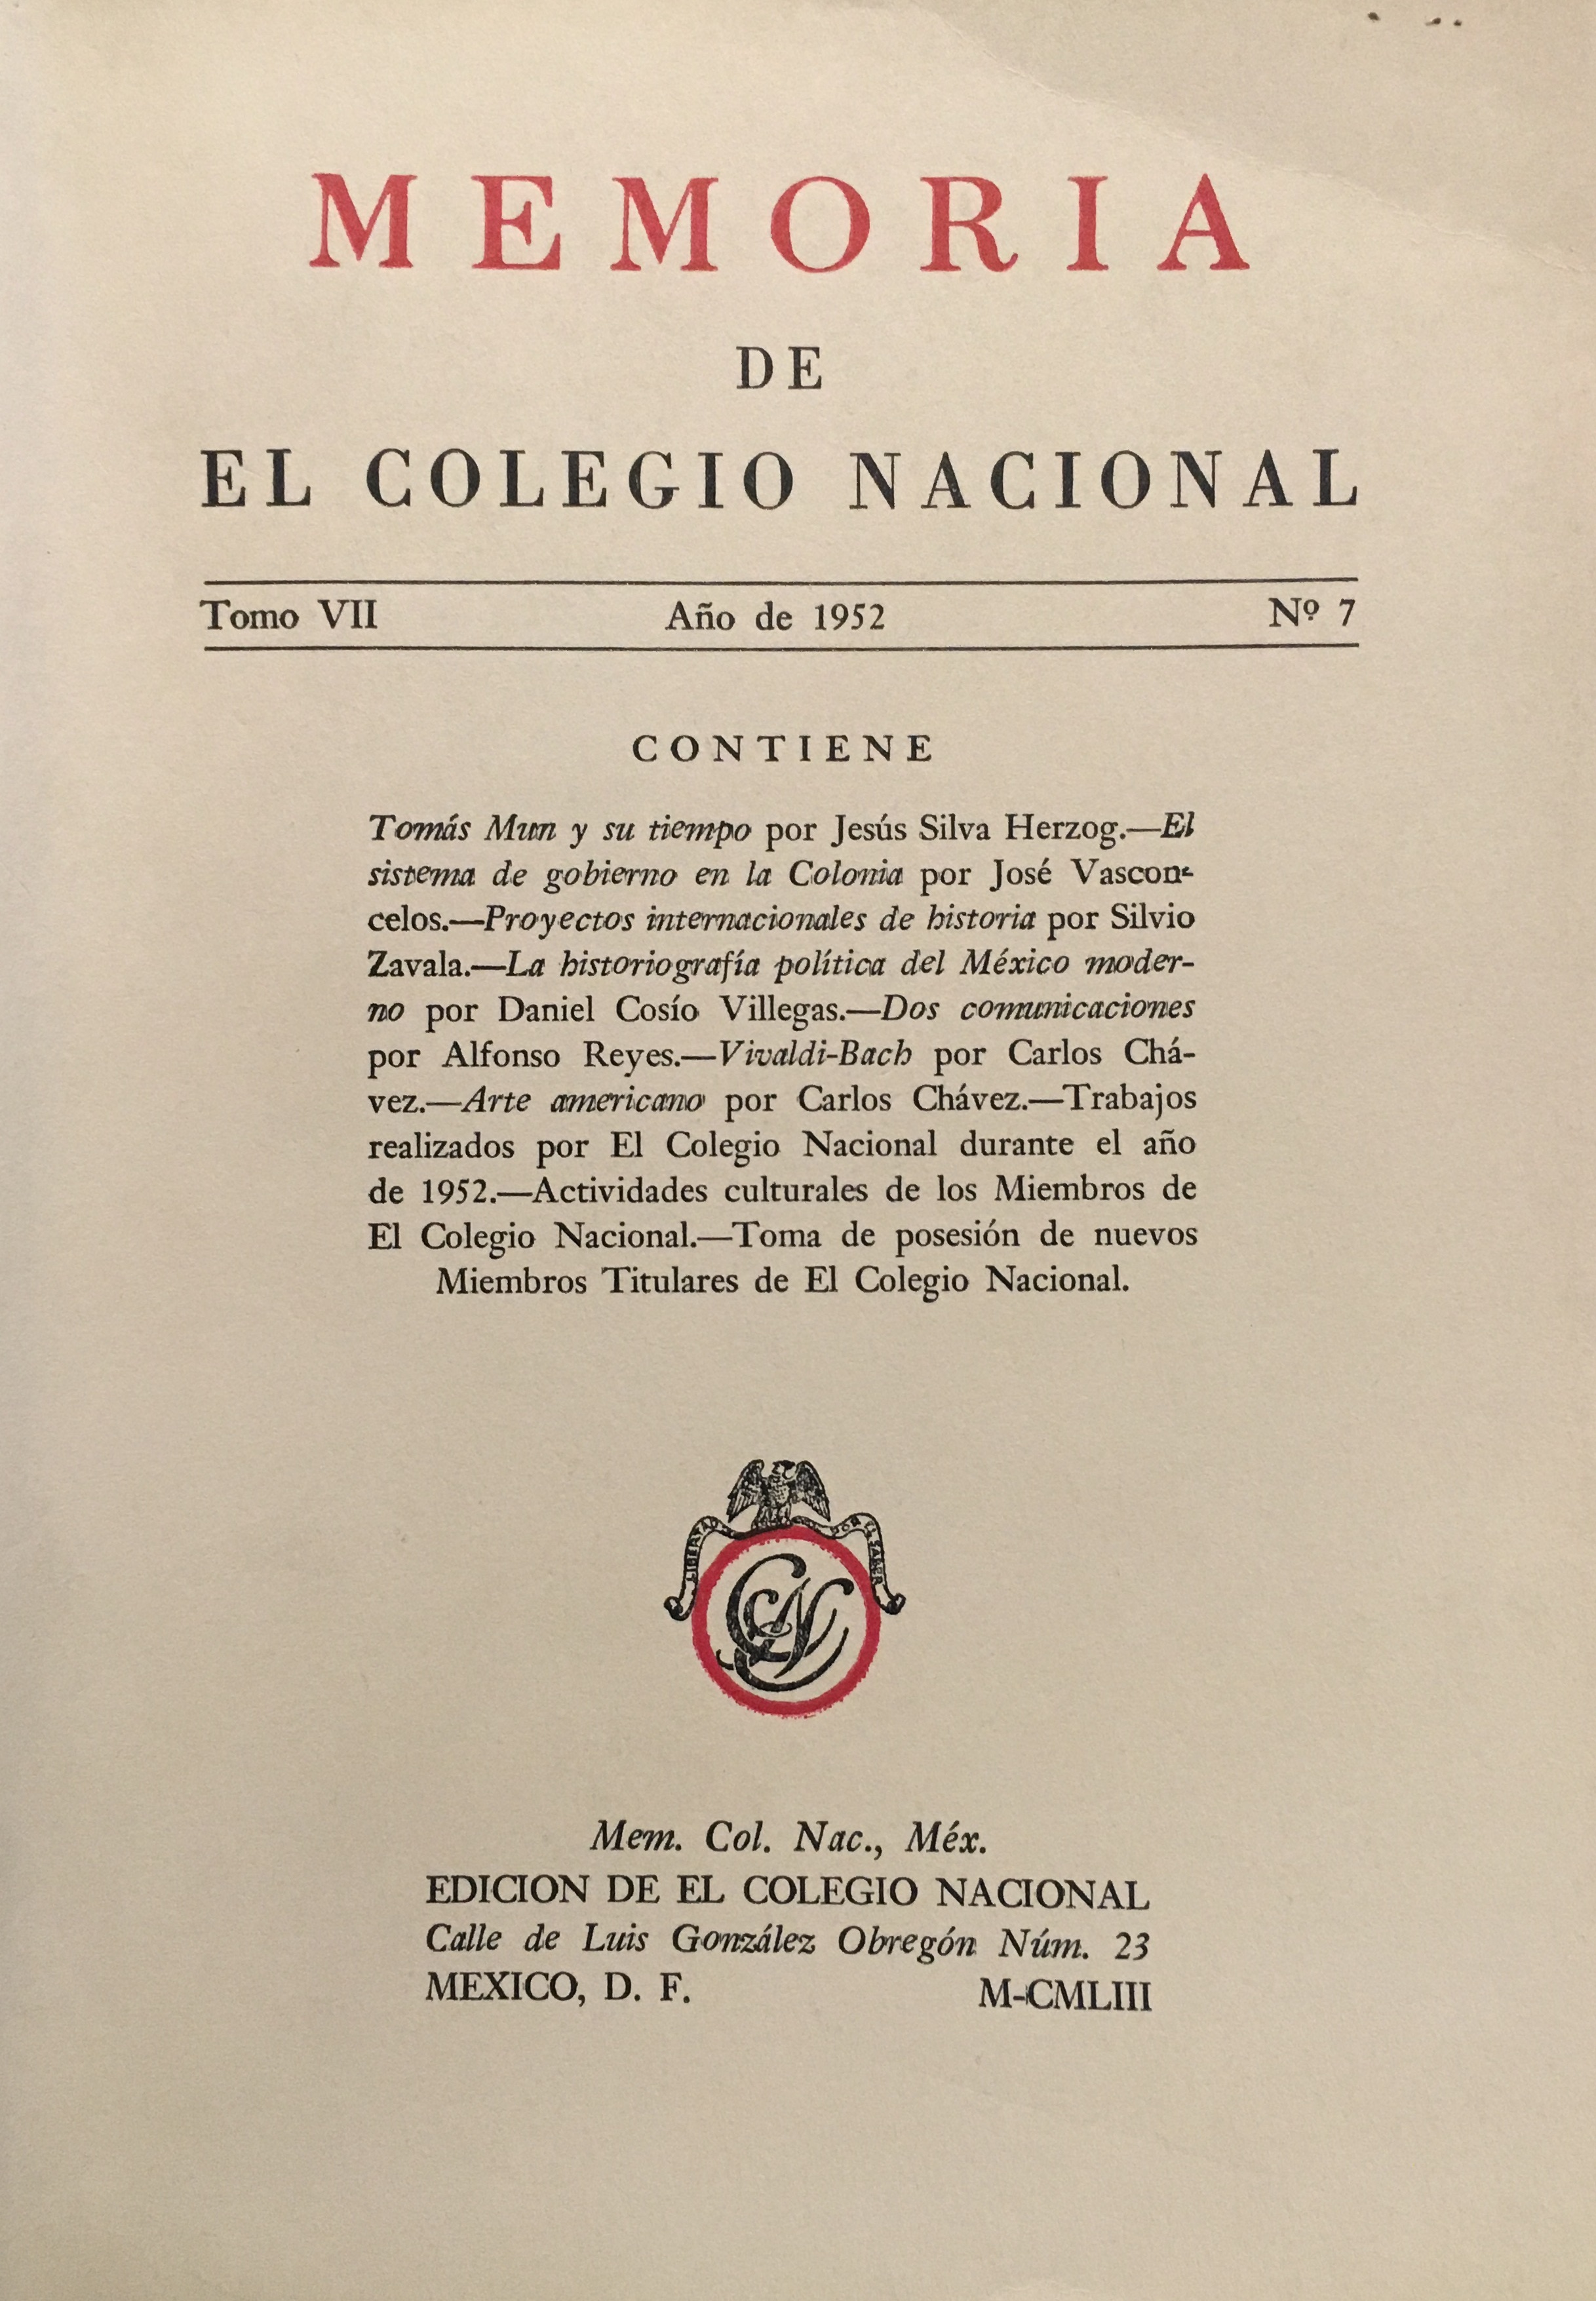 MEMORIA
DE
EL COLEGIO NACIONAL
Tomo VII Año de 1952 Nº 7
CONTIENE
Tomás Mun y su tiempo por Jesús Silva Herzog.—El
sistema de gobierno en la Colonia por José Vascon-
celos.—Proyectos internacionales de historia por Silvio
Zavala.—La historiografía política del México moder-
no por Daniel Cosío Villegas.—Dos comunicaciones
por Alfonso Reyes.—Vivaldi-Bach por Carlos Chá-
vez.—Arte americano por Carlos Chávez.—Trabajos
realizados por El Colegio Nacional durante el año
de 1952.—Actividades culturales de los Miembros de
El Colegio Nacional.—Toma de posesión de nuevos
Miembros Titulares de El Colegio Nacional.
LIBERTAD POR EL SABER
CN
Mem. Col. Nac., Méx.
EDICION DE EL COLEGIO NACIONAL
Calle de Luis González Obregón Núm. 23
MEXICO, D. F. M-CMLIII